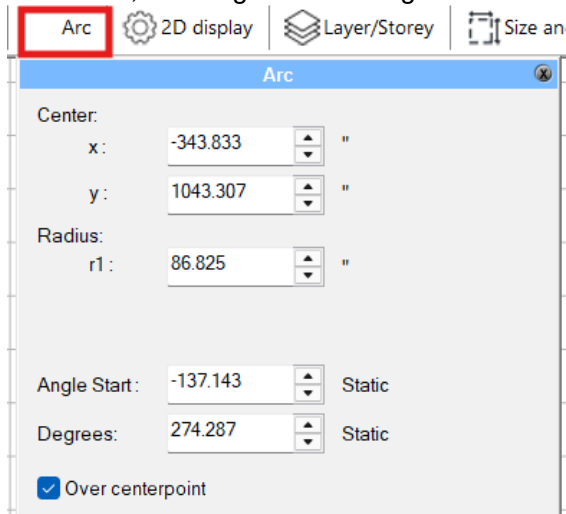 Arc 2D display Layer/Storey Size an
Arc
Center:
x : -343.833 "
y : 1043.307 "
Radius:
r1 : 86.825 "
Angle Start : -137.143 Static
Degrees: 274.287 Static
Over centerpoint